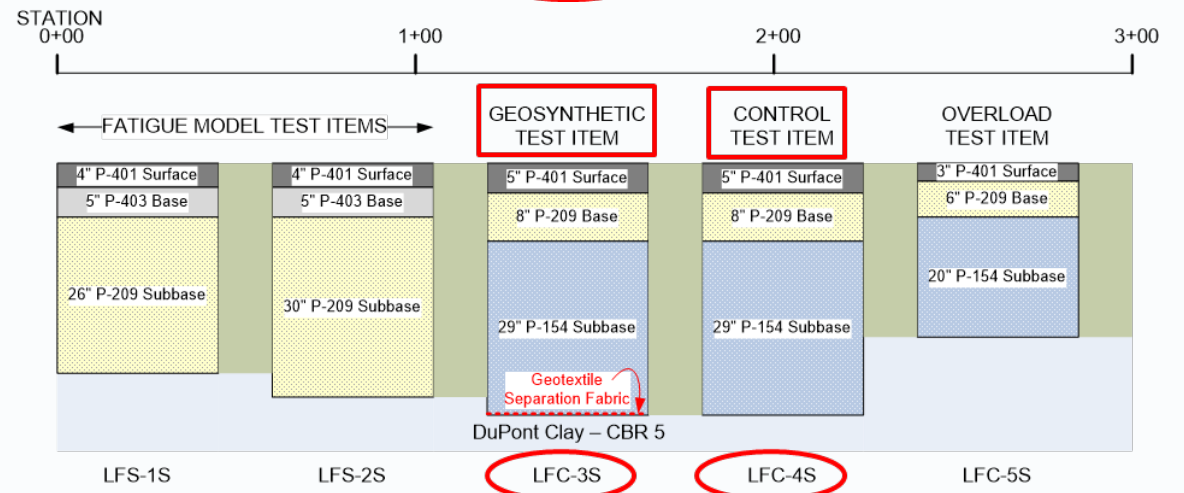 STATION
0+00
1+00
2+00
3+00
FATIGUE MODEL TEST ITEMS
GEOSYNTHETIC
TEST ITEM
CONTROL
TEST ITEM
OVERLOAD
TEST ITEM
4" P-401 Surface
5" P-403 Base
26" P-209 Subbase
4" P-401 Surface
5" P-403 Base
30" P-209 Subbase
5" P-401 Surface
8" P-209 Base
29" P-154 Subbase
Geotextile
Separation Fabric
5" P-401 Surface
8" P-209 Base
29" P-154 Subbase
3" P-401 Surface
6" P-209 Base
20" P-154 Subbase
DuPont Clay – CBR 5
LFS-1S
LFS-2S
LFC-3S
LFC-4S
LFC-5S